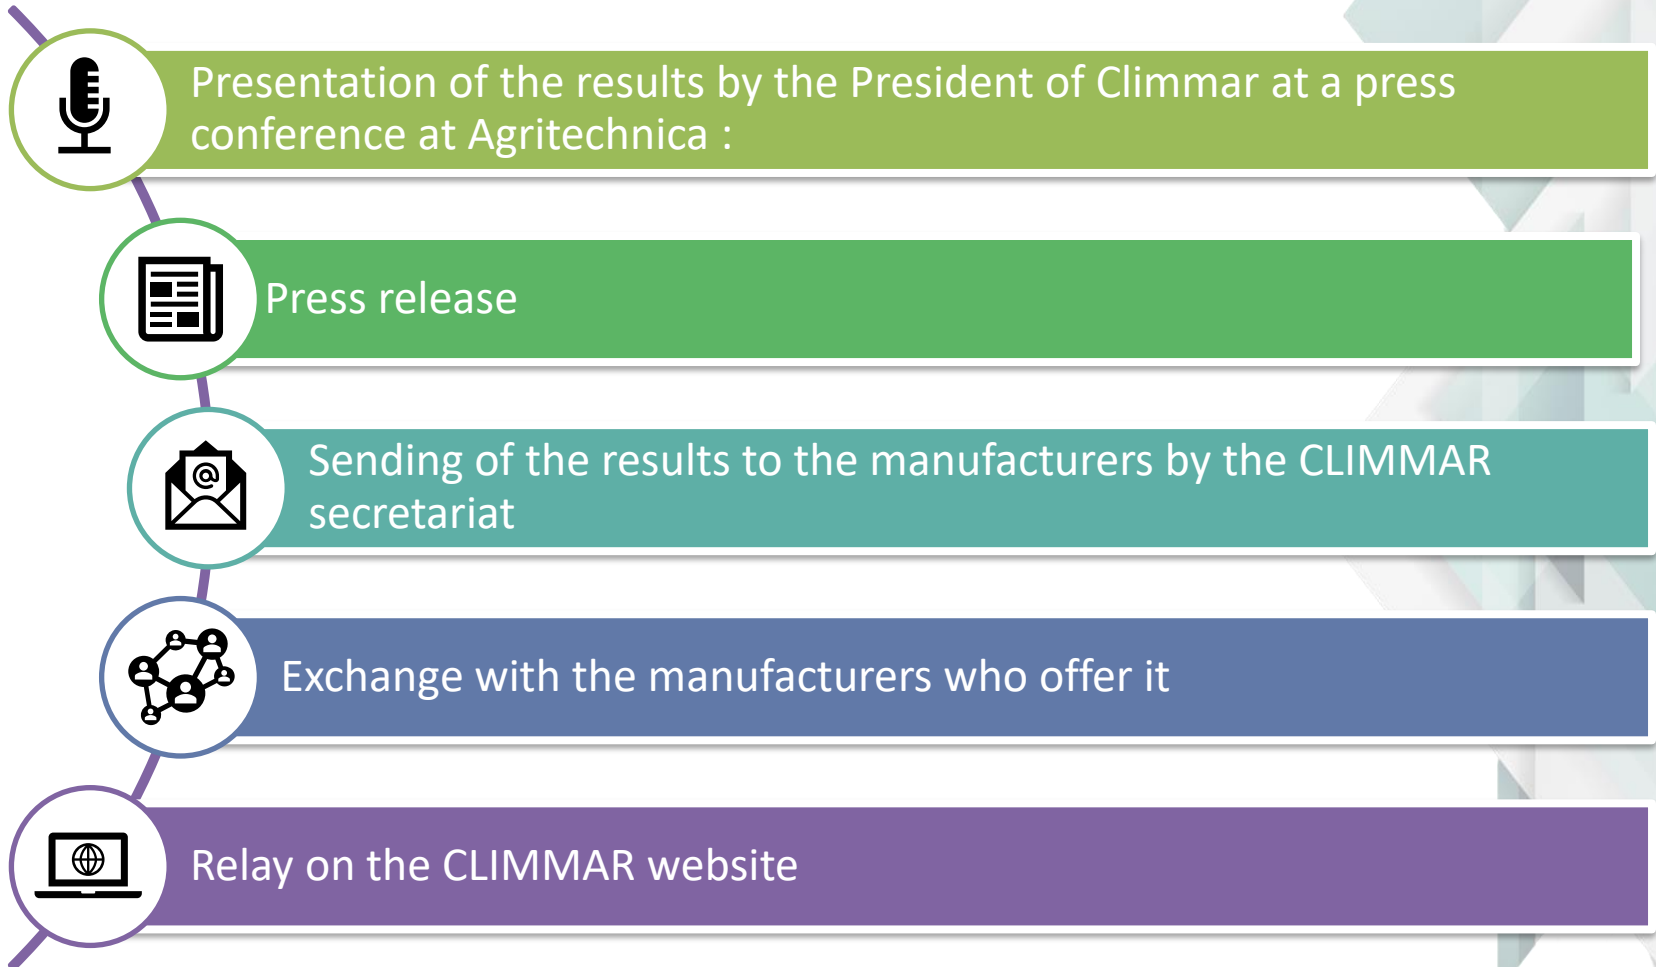 Presentation of the results by the President of Climmar at a press
conference at Agritechnica :
Press release
@
Sending of the results to the manufacturers by the CLIMMAR
secretariat
Exchange with the manufacturers who offer it
Relay on the CLIMMAR website